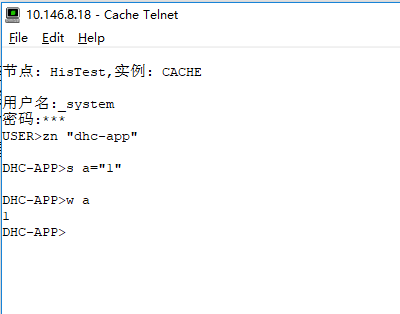 10.146.8.18 - Cache Telnet
File Edit Help
节点: HisTest,实例: CACHE
用户名:_system
密码:***
USER>zn "dhc-app"
DHC-APP>s a="1"
DHC-APP>w a
1
DHC-APP>